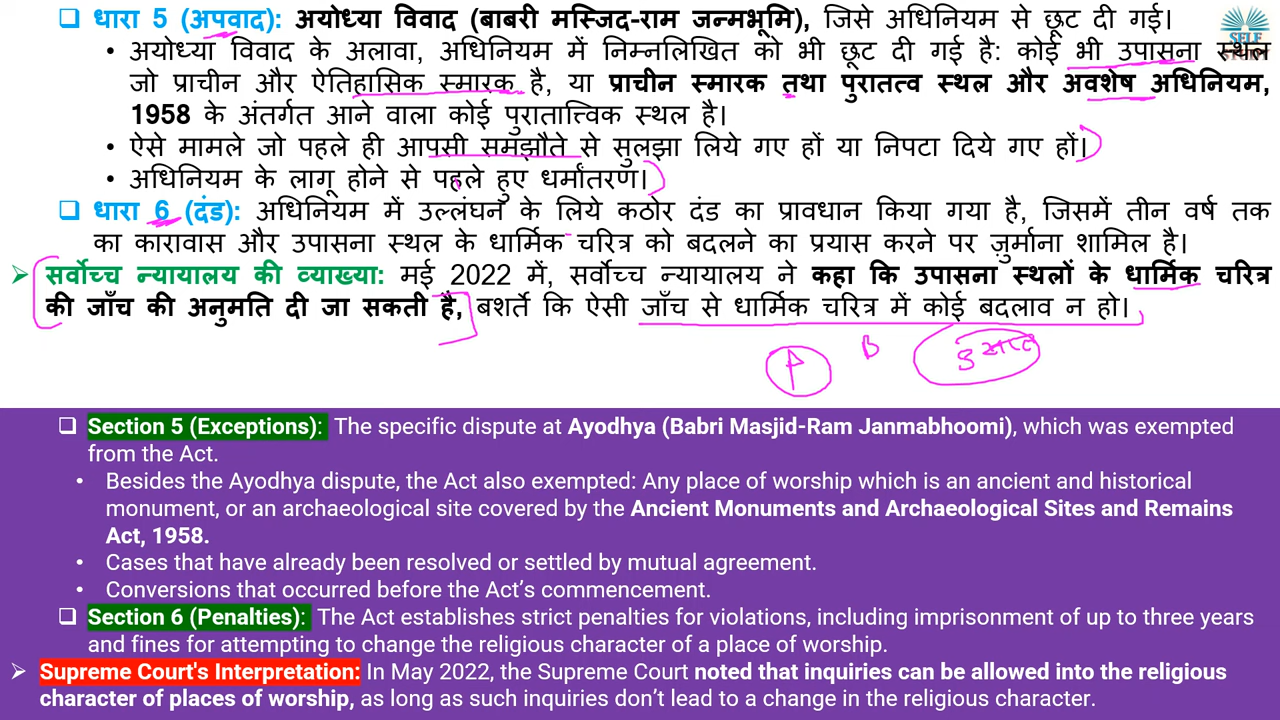 ❑ धारा 5 (अपवाद): अयोध्या विवाद (बाबरी मस्जिद-राम जन्मभूमि), जिसे अधिनियम से छूट दी गई।
• अयोध्या विवाद के अलावा, अधिनियम में निम्नलिखित को भी छूट दी गई है: कोई भी उपासना स्थल
जो प्राचीन और ऐतिहासिक स्मारक है, या प्राचीन स्मारक तथा पुरातत्व स्थल और अवशेष अधिनियम,
1958 के अंतर्गत आने वाला कोई पुरातात्त्विक स्थल है।
• ऐसे मामले जो पहले ही आपसी समझौते से सुलझा लिये गए हों या निपटा दिये गए हों।
• अधिनियम के लागू होने से पहले हुए धर्मांतरण।
❑ धारा 6 (दंड): अधिनियम में उल्लंघन के लिये कठोर दंड का प्रावधान किया गया है, जिसमें तीन वर्ष तक
का कारावास और उपासना स्थल के धार्मिक चरित्र को बदलने का प्रयास करने पर ज़ुर्माना शामिल है।
➢ सर्वोच्च न्यायालय की व्याख्या: मई 2022 में, सर्वोच्च न्यायालय ने कहा कि उपासना स्थलों के धार्मिक चरित्र
की जाँच की अनुमति दी जा सकती है, बशर्ते कि ऐसी जाँच से धार्मिक चरित्र में कोई बदलाव न हो।
A B
❑ Section 5 (Exceptions): The specific dispute at Ayodhya (Babri Masjid-Ram Janmabhoomi), which was exempted
from the Act.
• Besides the Ayodhya dispute, the Act also exempted: Any place of worship which is an ancient and historical
monument, or an archaeological site covered by the Ancient Monuments and Archaeological Sites and Remains
Act, 1958.
• Cases that have already been resolved or settled by mutual agreement.
• Conversions that occurred before the Act's commencement.
❑ Section 6 (Penalties): The Act establishes strict penalties for violations, including imprisonment of up to three years
and fines for attempting to change the religious character of a place of worship.
➢ Supreme Court's Interpretation: In May 2022, the Supreme Court noted that inquiries can be allowed into the religious
character of places of worship, as long as such inquiries don't lead to a change in the religious character.
SELF
STUDY